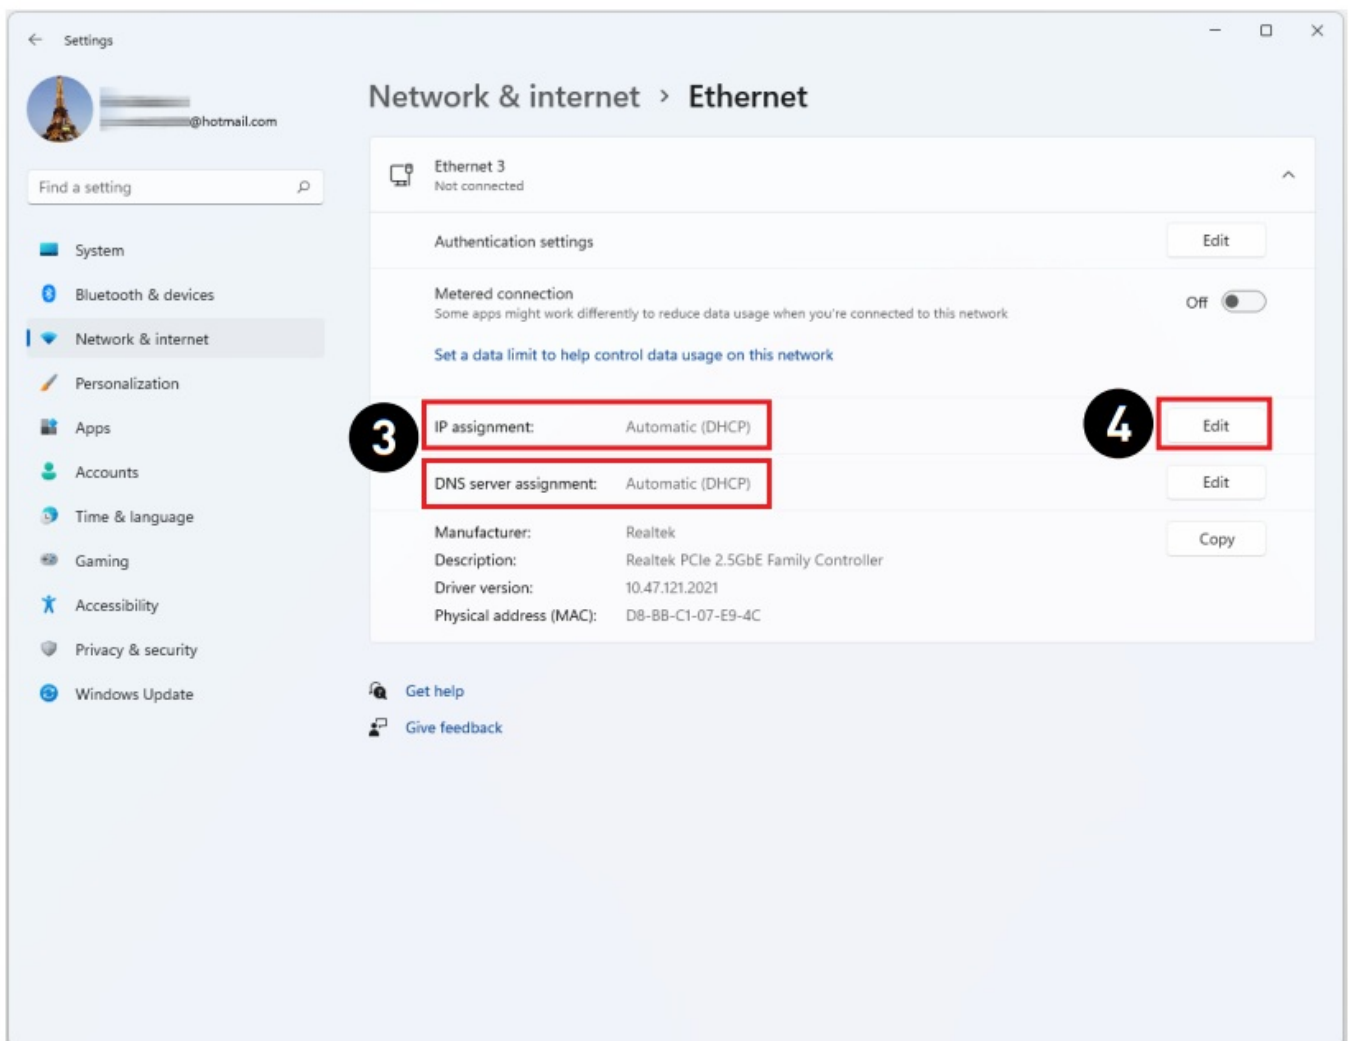 Settings
@hotmail.com
Find a setting
System
Bluetooth & devices
Network & internet
Personalization
Apps
Accounts
Time & language
Gaming
Accessibility
Privacy & security
Windows Update
Network & internet > Ethernet
Ethernet 3
Not connected
Authentication settings Edit
Metered connection
Some apps might work differently to reduce data usage when you're connected to this network
Off
Set a data limit to help control data usage on this network
3 IP assignment: Automatic (DHCP) 4 Edit
DNS server assignment: Automatic (DHCP) Edit
Manufacturer: Realtek Copy
Description: Realtek PCIe 2.5GbE Family Controller
Driver version: 10.47.121.2021
Physical address (MAC): D8-BB-C1-07-E9-4C
Get help
Give feedback